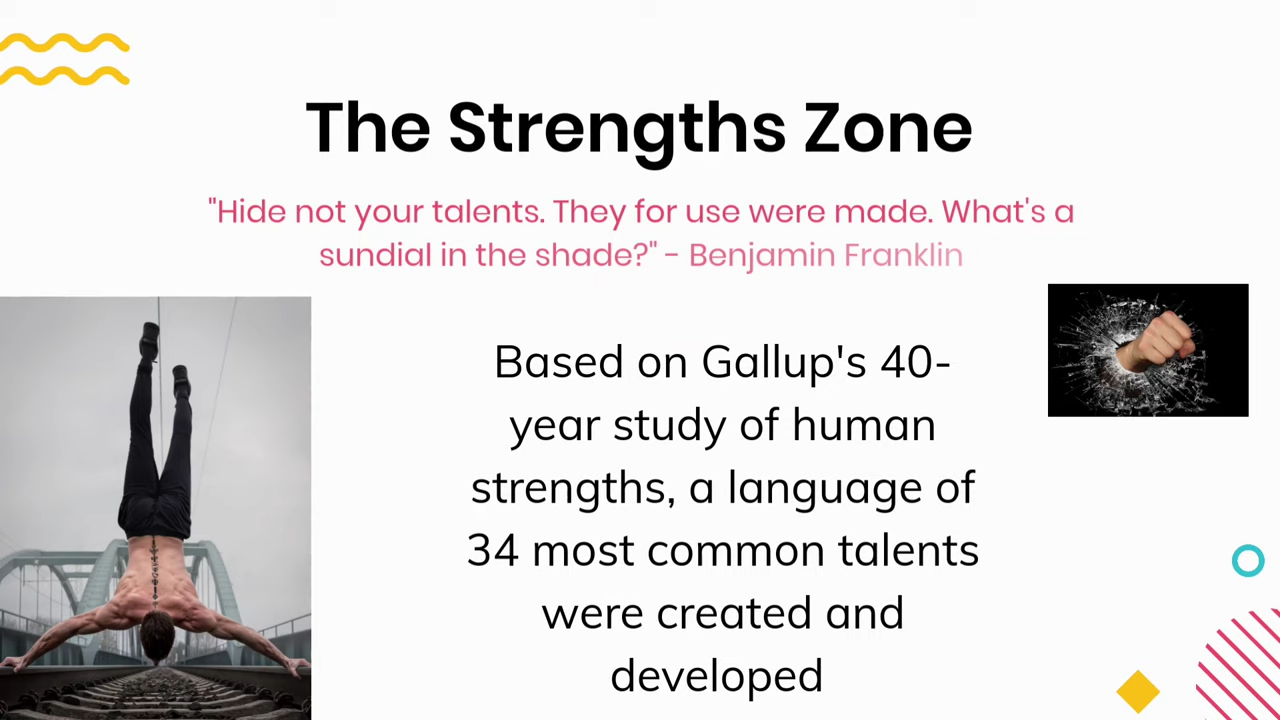 The Strengths Zone
"Hide not your talents. They for use were made. What's a
sundial in the shade?" - Benjamin Franklin
Based on Gallup's 40-
year study of human
strengths, a language of
34 most common talents
were created and
developed